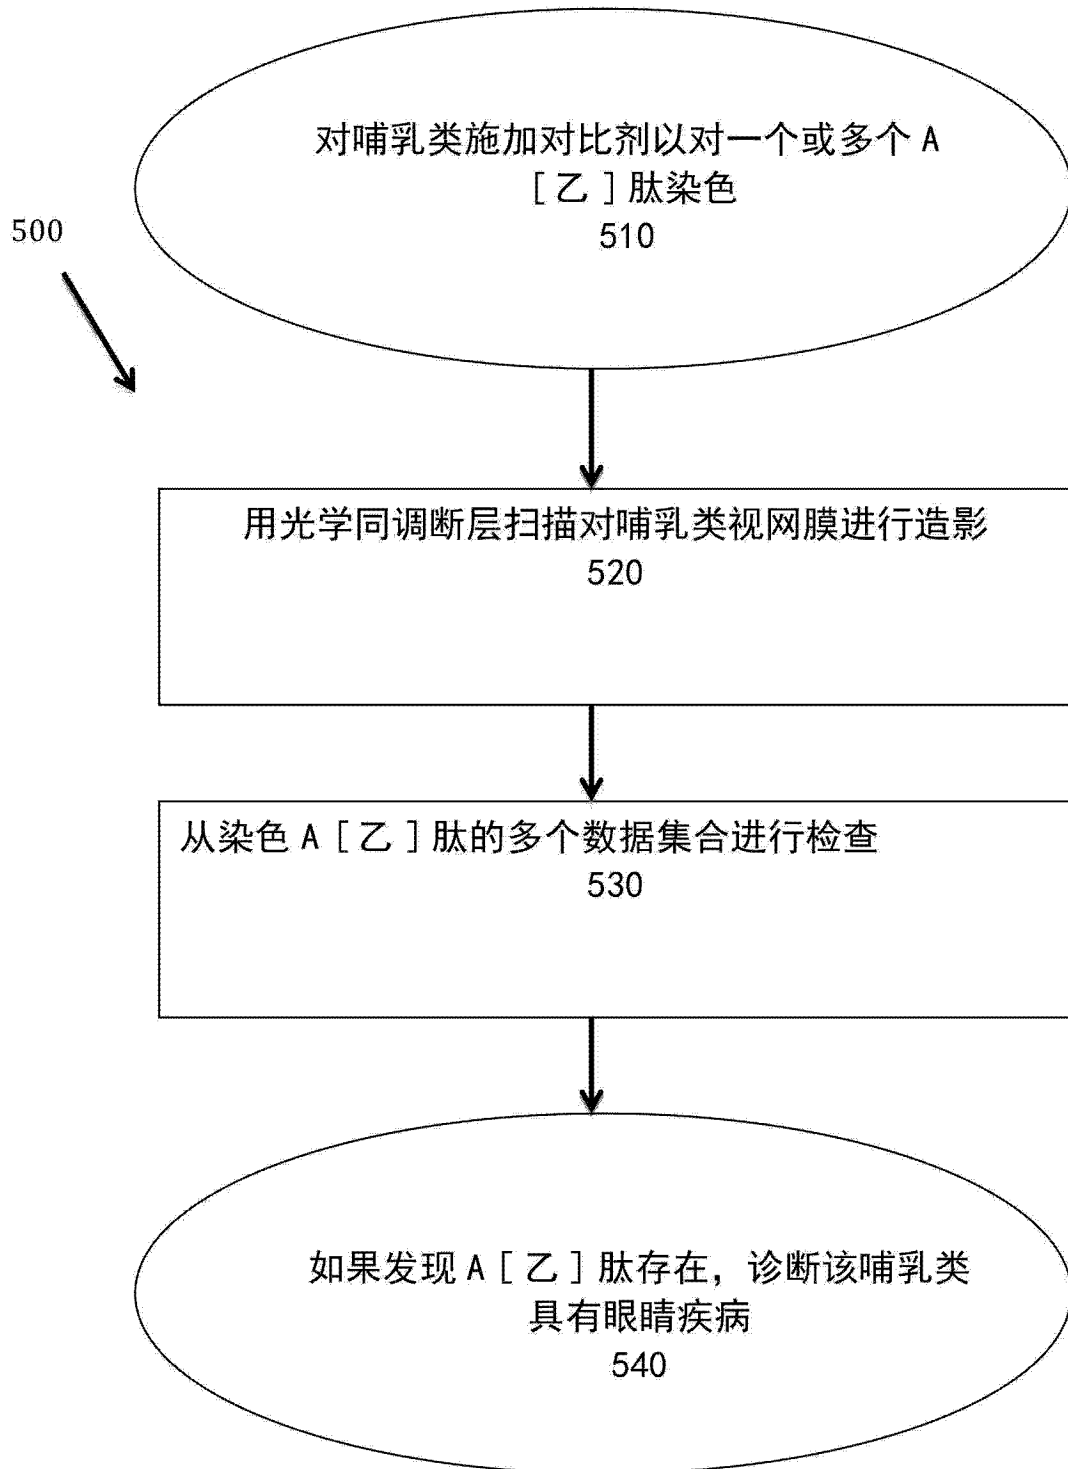 对哺乳类施加对比剂以对一个或多个 A
［乙］肽染色
510
500
用光学同调断层扫描对哺乳类视网膜进行造影
520
从染色 A［乙］肽的多个数据集合进行检查
530
如果发现 A［乙］肽存在，诊断该哺乳类
具有眼睛疾病
540